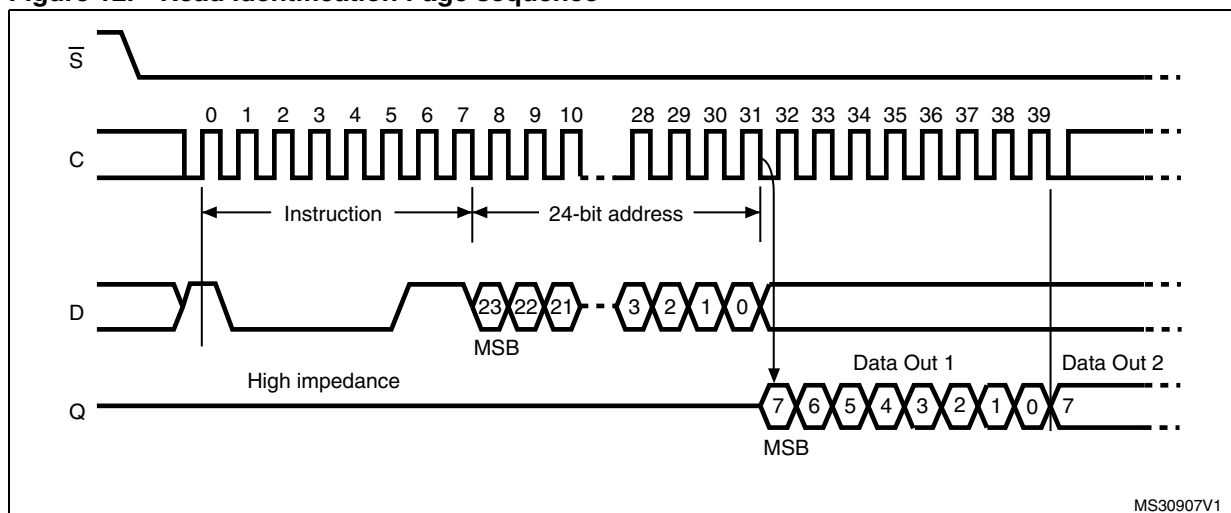 Figure 12. Read Identification Page sequence
S
0 1 2 3 4 5 6 7 8 9 10 28 29 30 31 32 33 34 35 36 37 38 39
C
Instruction 24-bit address
D 23 22 21 3 2 1 0
MSB
High impedance Data Out 1 Data Out 2
Q 7 6 5 4 3 2 1 0 7
MSB
MS30907V1